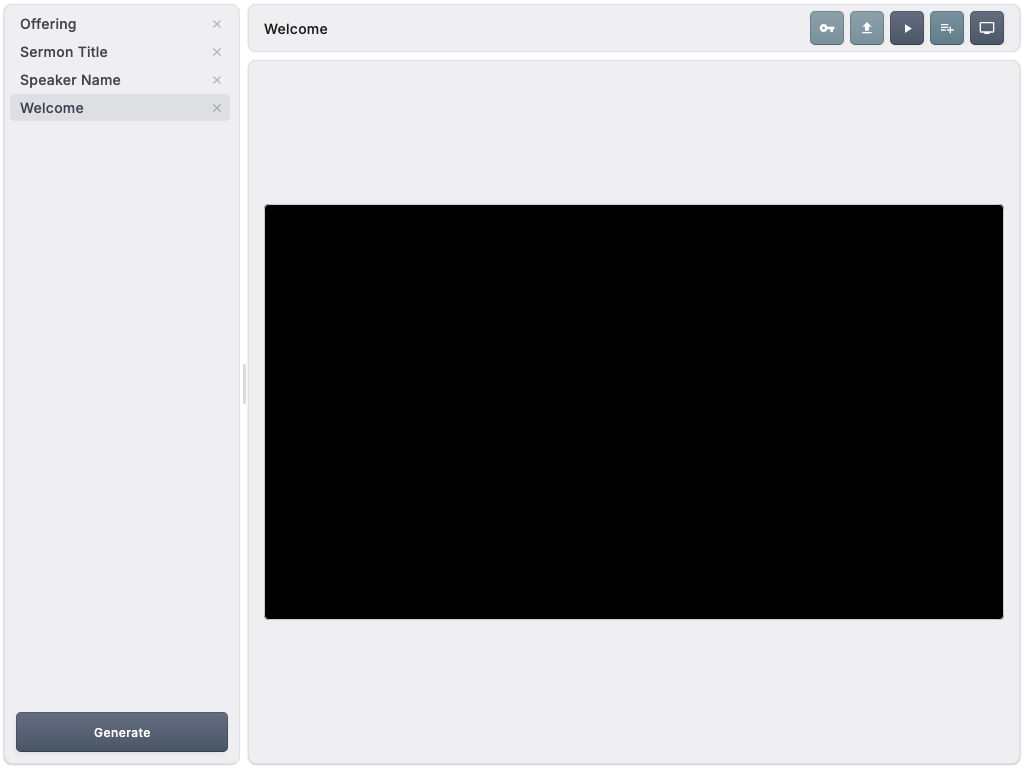 Offering
Sermon Title
Speaker Name
Welcome
Generate
Welcome